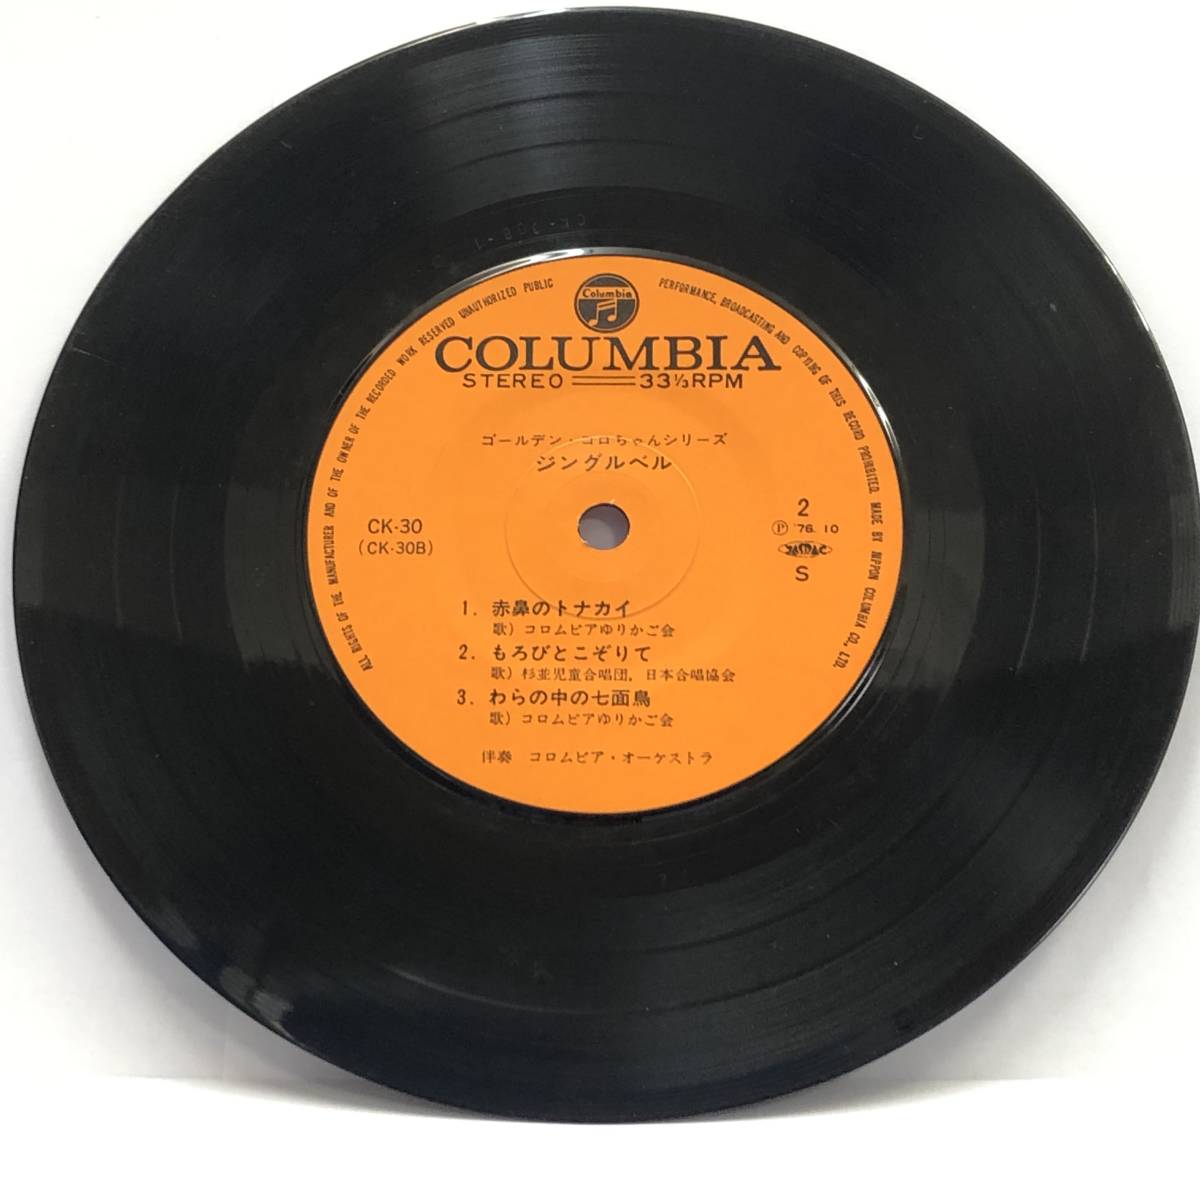 Columbia
COLUMBIA
STEREO 33⅓RPM
ゴールデン・コロちゃんシリーズ
ジングルベル
CK-30
(CK-30B)
2
Ⓟ '76. 10
JASRAC
S
1. 赤鼻のトナカイ
歌) コロムビアゆりかご会
2. もろびとこぞりて
歌) 杉並児童合唱団, 日本合唱協会
3. わらの中の七面鳥
歌) コロムビアゆりかご会
伴奏 コロムビア・オーケストラ
ALL RIGHTS OF THE MANUFACTURER AND OF THE OWNER OF THE RECORDED WORK RESERVED UNAUTHORIZED PUBLIC PERFORMANCE, BROADCASTING AND COPYING OF THIS RECORD PROHIBITED. MADE BY NIPPON COLUMBIA CO., LTD.